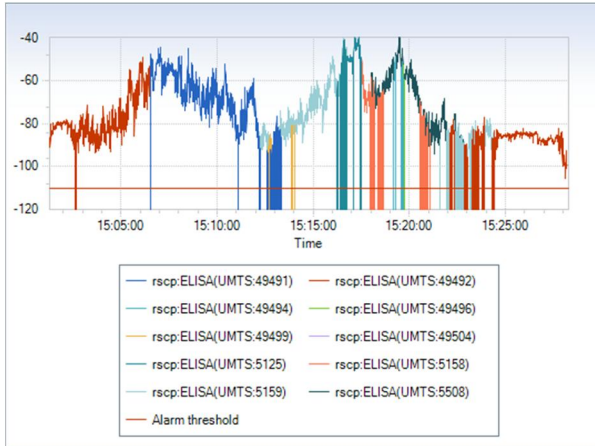 -40
-60
-80
-100
-120
15:05:00 15:10:00 15:15:00 15:20:00 15:25:00
Time
rscp:ELISA(UMTS:49491) rscp:ELISA(UMTS:49492)
rscp:ELISA(UMTS:49494) rscp:ELISA(UMTS:49496)
rscp:ELISA(UMTS:49499) rscp:ELISA(UMTS:49504)
rscp:ELISA(UMTS:5125) rscp:ELISA(UMTS:5158)
rscp:ELISA(UMTS:5159) rscp:ELISA(UMTS:5508)
Alarm threshold